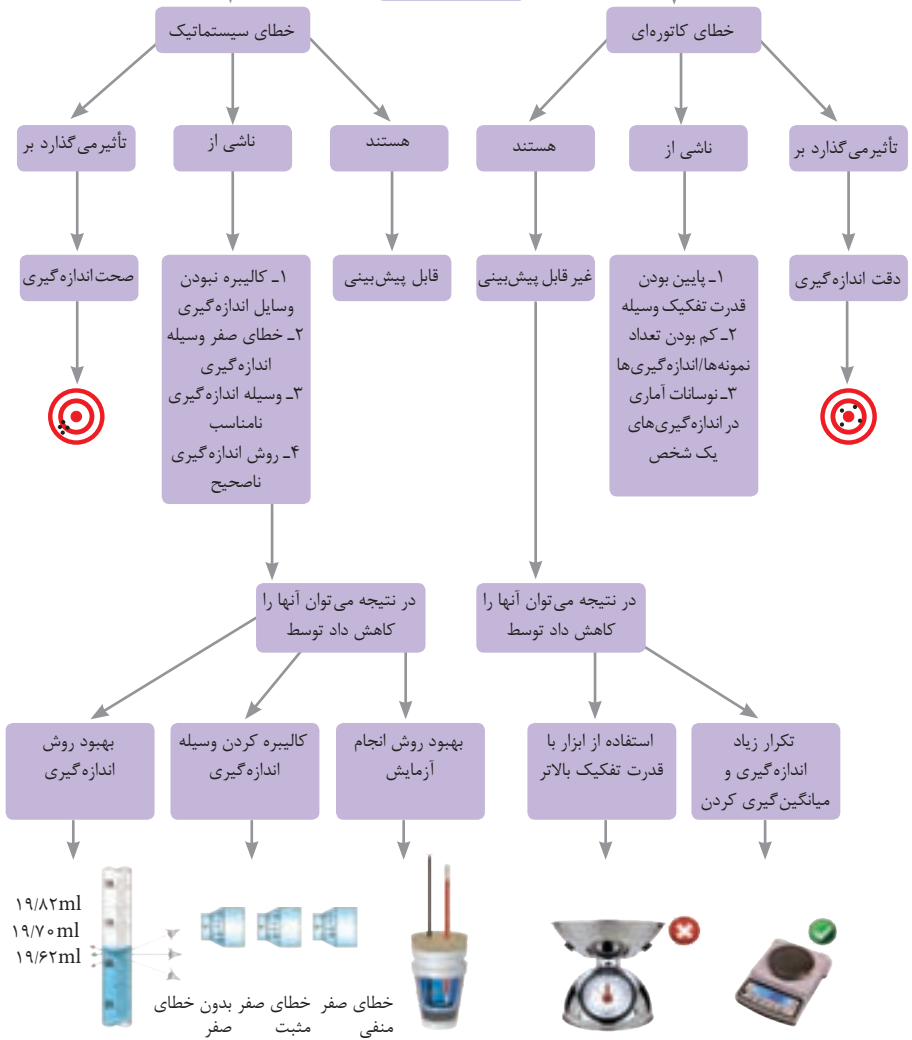 خطای کاتوره‌ای
خطای سیستماتیک
تأثیرمی‌گذارد بر
ناشی از
هستند
هستند
ناشی از
تأثیرمی‌گذارد بر
دقت اندازه‌گیری
۱ـ پایین بودن
قدرت تفکیک وسیله
۲ـ کم بودن تعداد
نمونه‌ها/اندازه‌گیری‌ها
۳ـ نوسانات آماری
در اندازه‌گیری‌های
یک شخص
غیر قابل پیش‌بینی
قابل پیش‌بینی
۱ـ کالیبره نبودن
وسایل اندازه‌گیری
۲ـ خطای صفر وسیله
اندازه‌گیری
۳ـ وسیله اندازه‌گیری
نامناسب
۴ـ روش اندازه‌گیری
ناصحیح
صحت اندازه‌گیری
در نتیجه می‌توان آنها را
کاهش داد توسط
در نتیجه می‌توان آنها را
کاهش داد توسط
تکرار زیاد
اندازه‌گیری و
میانگین‌گیری کردن
استفاده از ابزار با
قدرت تفکیک بالاتر
بهبود روش انجام
آزمایش
کالیبره کردن وسیله
اندازه‌گیری
بهبود روش
اندازه‌گیری
۱۹/۸۲ml
۱۹/۷۰ml
۱۹/۶۲ml
خطای صفر
منفی
خطای صفر
مثبت
بدون خطای
صفر